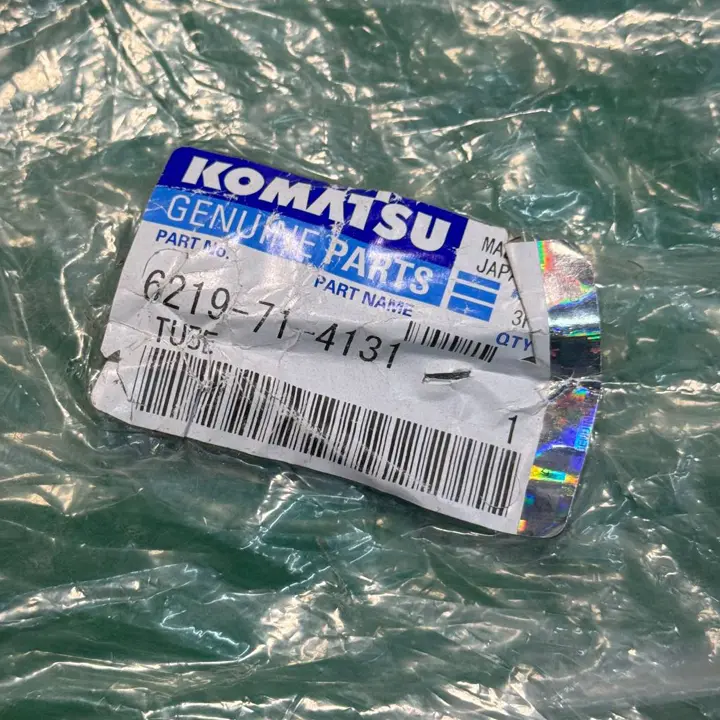 KOMATSU
GENUINE PARTS
PART NO.
PART NAME
6219-71-4131
TUBE
QTY
1